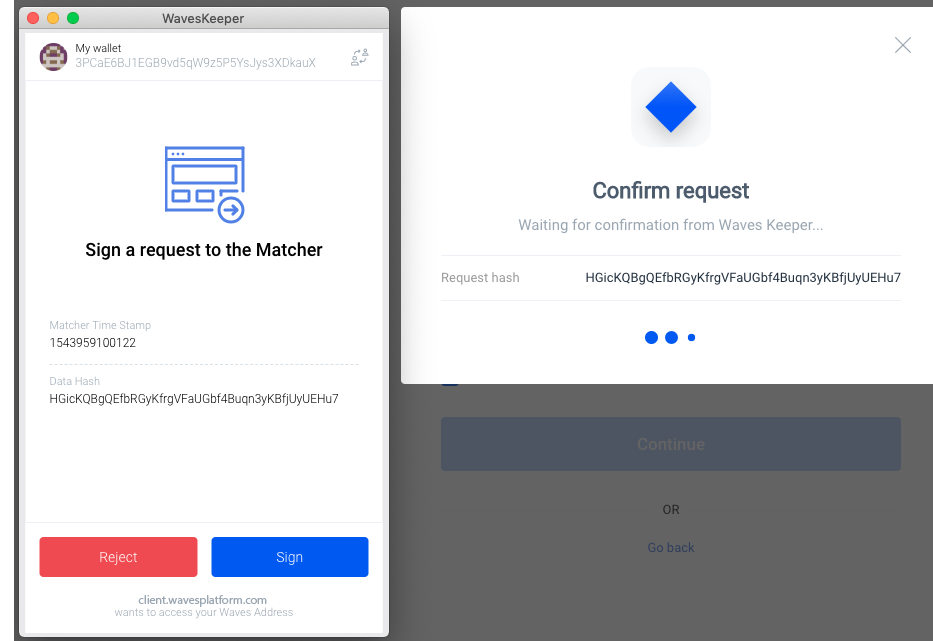 WavesKeeper
My wallet
3PCaE6BJ1EGB9vd5qW9z5P5YsJys3XDkauX
Sign a request to the Matcher
Matcher Time Stamp
1543959100122
Data Hash
HGicKQBgQEfbRGyKfrgVFaUGbf4Buqn3yKBfjUyUEHu7
Reject
Sign
client.wavesplatform.com
wants to access your Waves Address
Confirm request
Waiting for confirmation from Waves Keeper...
Request hash HGicKQBgQEfbRGyKfrgVFaUGbf4Buqn3yKBfjUyUEHu7
Continue
OR
Go back